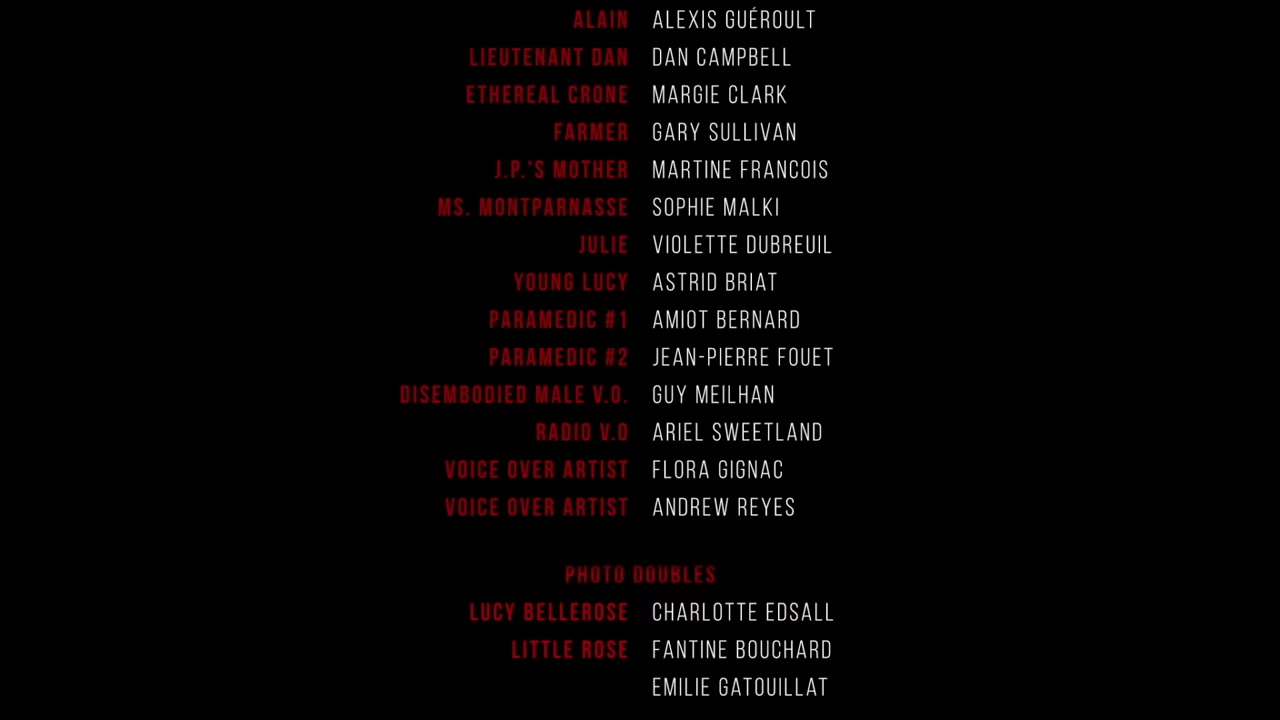 ALAIN ALEXIS GUÉROULT
LIEUTENANT DAN DAN CAMPBELL
ETHEREAL CRONE MARGIE CLARK
FARMER GARY SULLIVAN
J.P.'S MOTHER MARTINE FRANCOIS
MS. MONTPARNASSE SOPHIE MALKI
JULIE VIOLETTE DUBREUIL
YOUNG LUCY ASTRID BRIAT
PARAMEDIC #1 AMIOT BERNARD
PARAMEDIC #2 JEAN-PIERRE FOUET
DISEMBODIED MALE V.O. GUY MEILHAN
RADIO V.O ARIEL SWEETLAND
VOICE OVER ARTIST FLORA GIGNAC
VOICE OVER ARTIST ANDREW REYES
PHOTO DOUBLES
LUCY BELLEROSE CHARLOTTE EDSALL
LITTLE ROSE FANTINE BOUCHARD
EMILIE GATOUILLAT